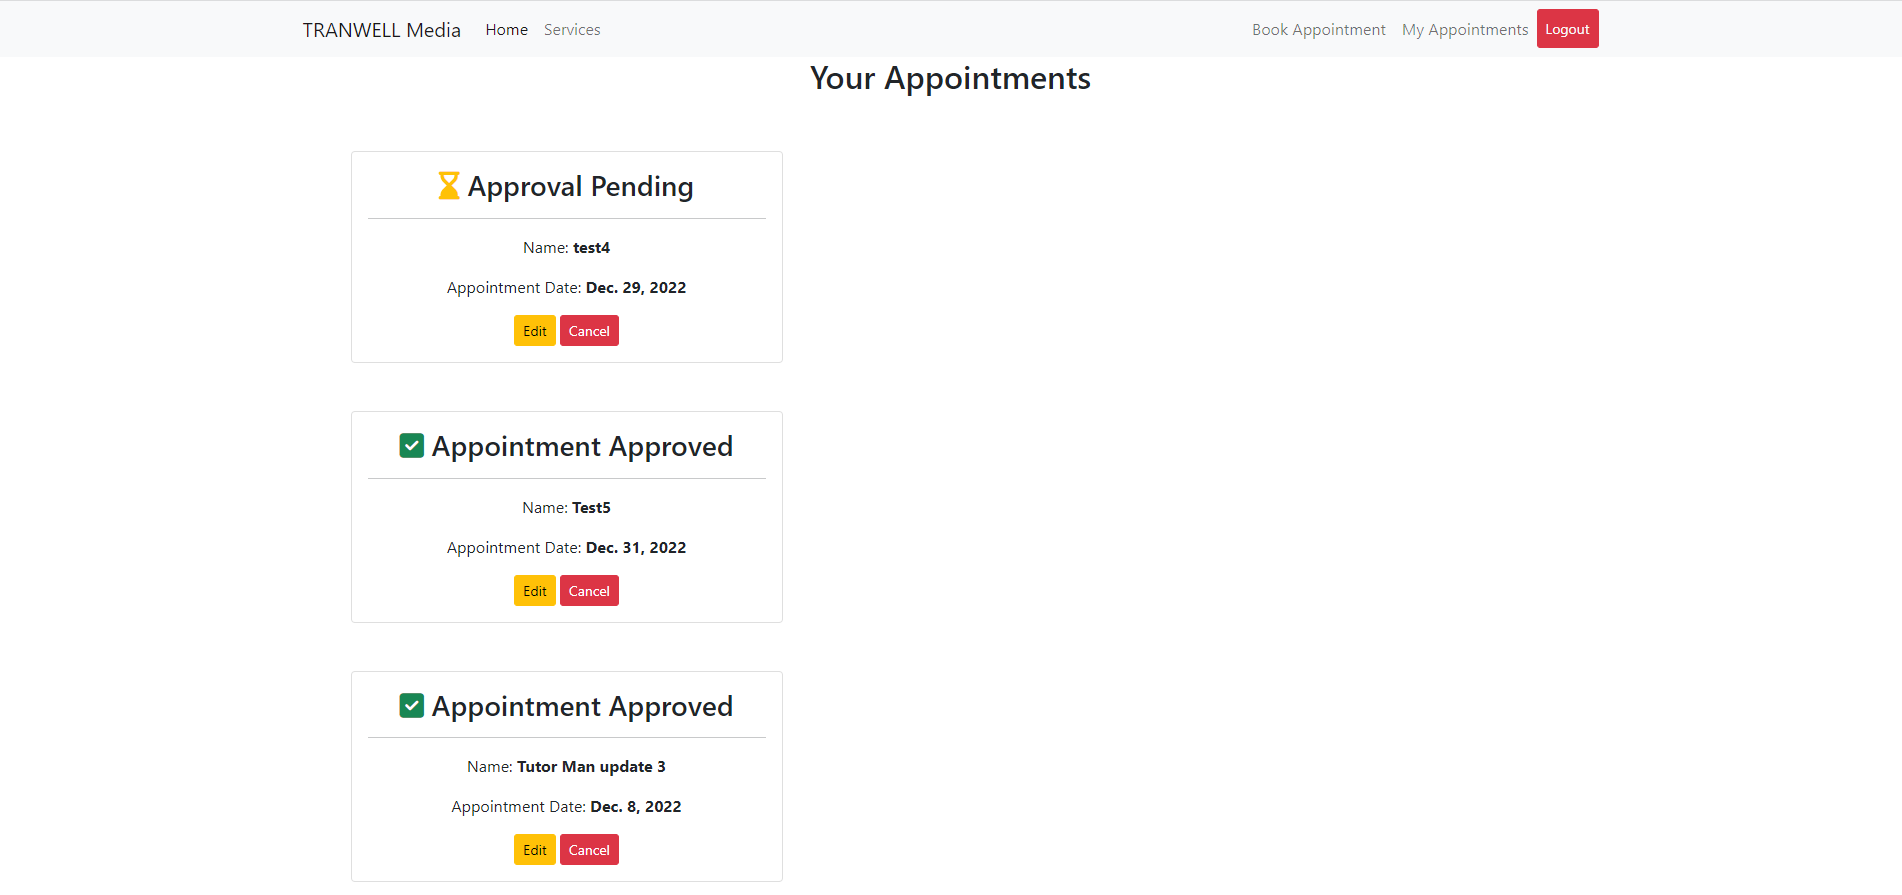 TRANWELL Media Home Services Book Appointment My Appointments Logout
Your Appointments
Approval Pending
Name: test4
Appointment Date: Dec. 29, 2022
Edit Cancel
Appointment Approved
Name: Test5
Appointment Date: Dec. 31, 2022
Edit Cancel
Appointment Approved
Name: Tutor Man update 3
Appointment Date: Dec. 8, 2022
Edit Cancel